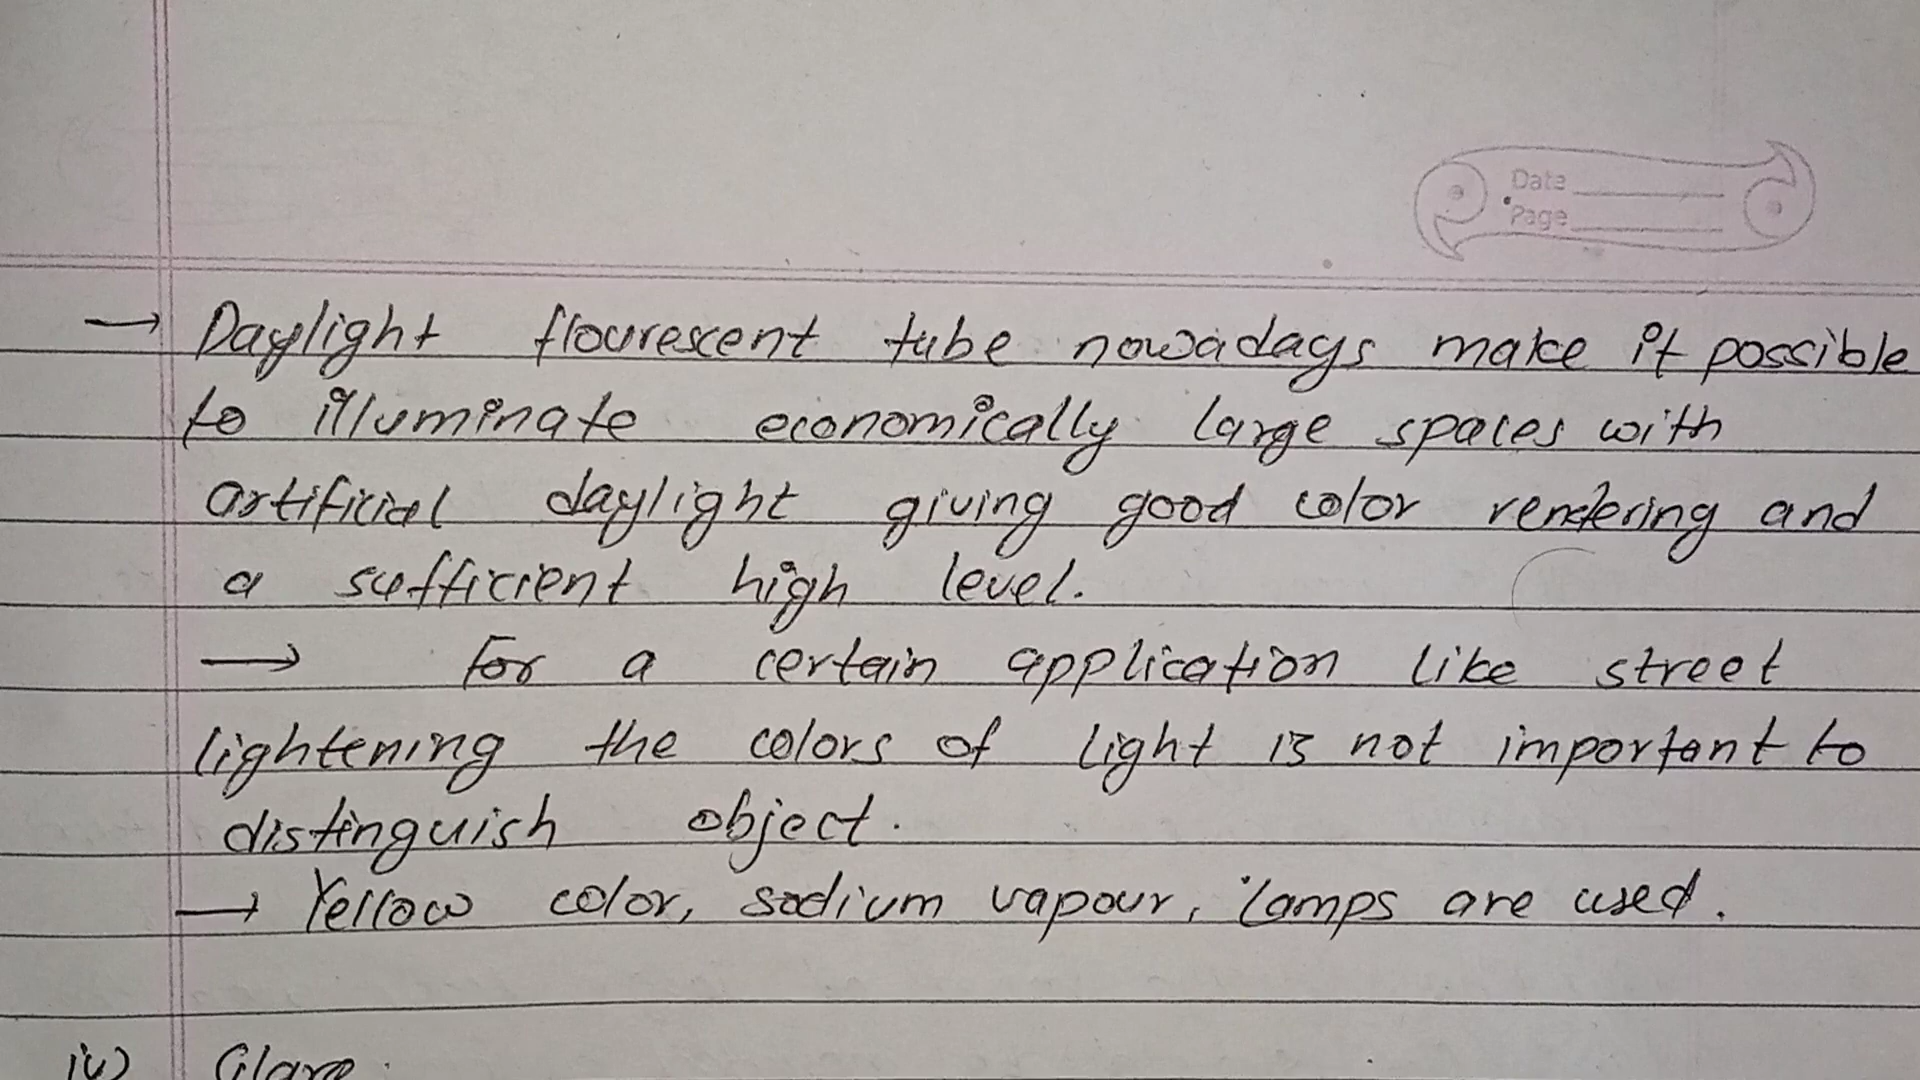 Date
Page
→ Daylight flourescent tube nowadays make it possible
to illuminate economically large spaces with
artificial daylight giving good color rendering and
a sufficient high level.
→ For a certain application like street
lightening the colors of light is not important to
distinguish object.
→ Yellow color, sodium vapour, lamps are used.
iv) Glare